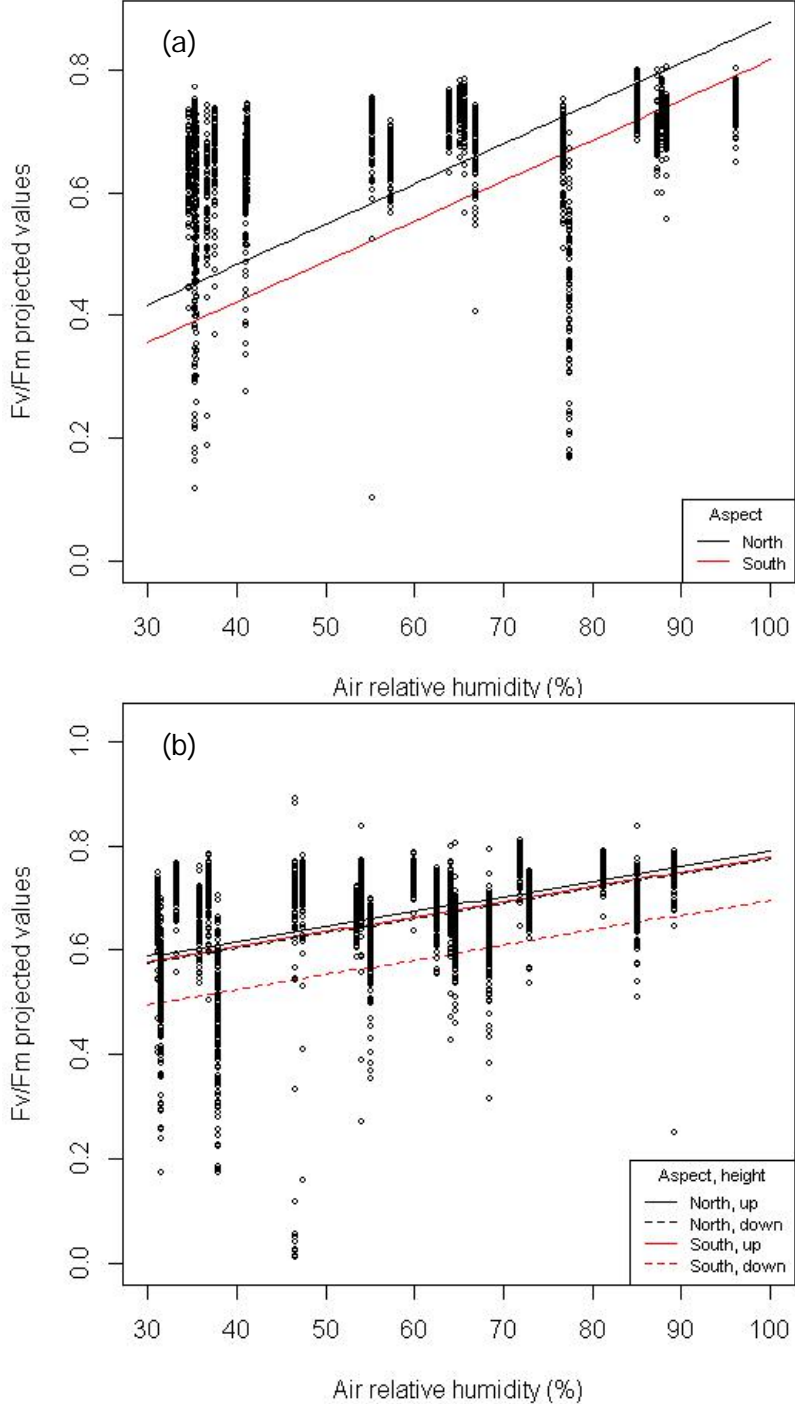 (a)
Fv/Fm projected values
0.8
0.6
0.4
0.2
0.0
Aspect
North
South
30 40 50 60 70 80 90 100
Air relative humidity (%)
(b)
Fv/Fm projected values
1.0
0.8
0.6
0.4
0.2
0.0
Aspect, height
North, up
North, down
South, up
South, down
30 40 50 60 70 80 90 100
Air relative humidity (%)